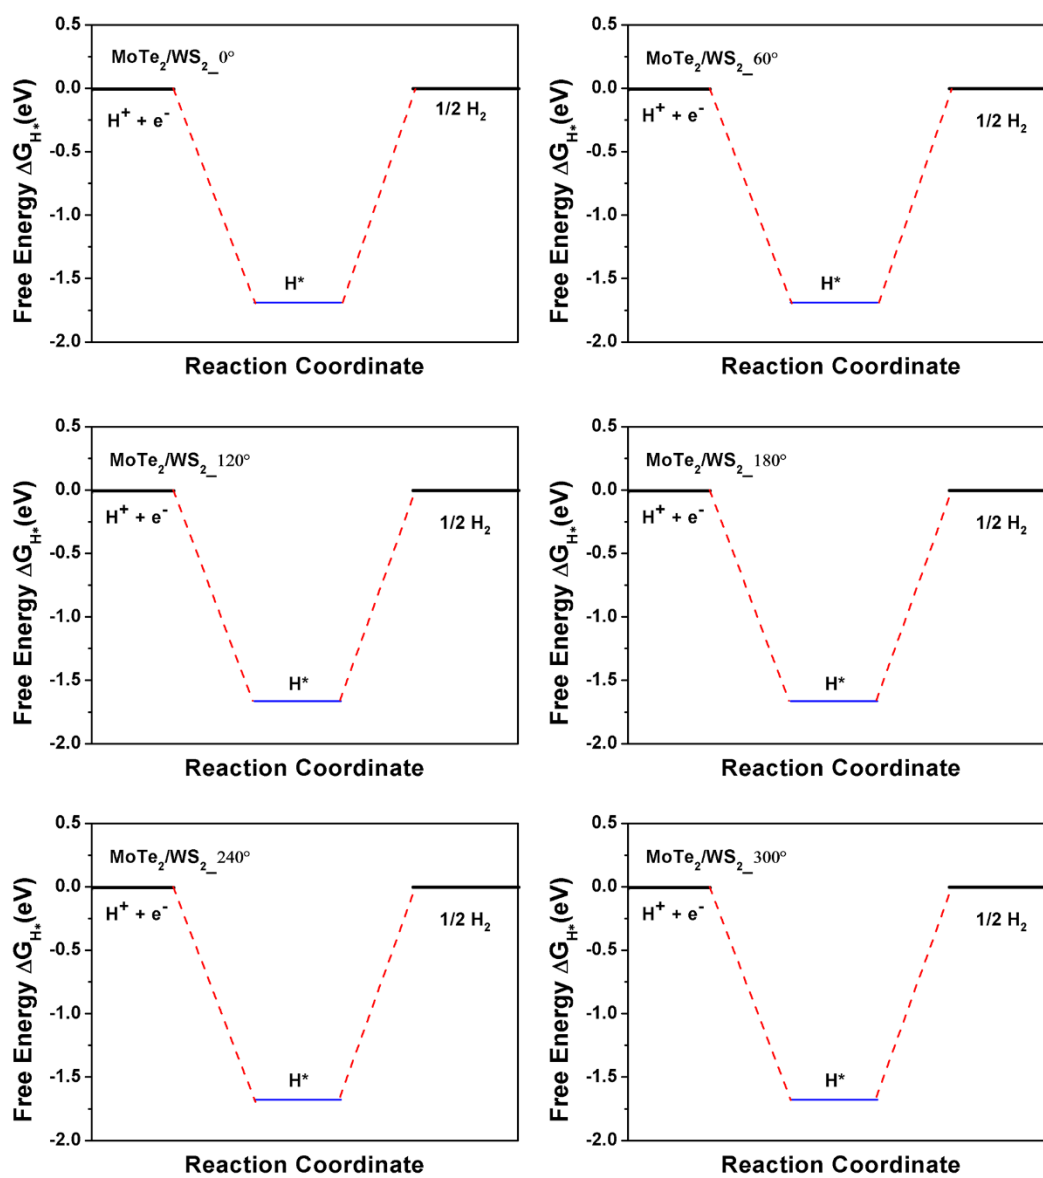 0.5
0.0
-0.5
-1.0
-1.5
-2.0
Free Energy ΔG_H*(eV)
MoTe₂/WS₂_0°
H⁺ + e⁻
H*
1/2 H₂
Reaction Coordinate
0.5
0.0
-0.5
-1.0
-1.5
-2.0
Free Energy ΔG_H*(eV)
MoTe₂/WS₂_60°
H⁺ + e⁻
H*
1/2 H₂
Reaction Coordinate
0.5
0.0
-0.5
-1.0
-1.5
-2.0
Free Energy ΔG_H*(eV)
MoTe₂/WS₂_120°
H⁺ + e⁻
H*
1/2 H₂
Reaction Coordinate
0.5
0.0
-0.5
-1.0
-1.5
-2.0
Free Energy ΔG_H*(eV)
MoTe₂/WS₂_180°
H⁺ + e⁻
H*
1/2 H₂
Reaction Coordinate
0.5
0.0
-0.5
-1.0
-1.5
-2.0
Free Energy ΔG_H*(eV)
MoTe₂/WS₂_240°
H⁺ + e⁻
H*
1/2 H₂
Reaction Coordinate
0.5
0.0
-0.5
-1.0
-1.5
-2.0
Free Energy ΔG_H*(eV)
MoTe₂/WS₂_300°
H⁺ + e⁻
H*
1/2 H₂
Reaction Coordinate